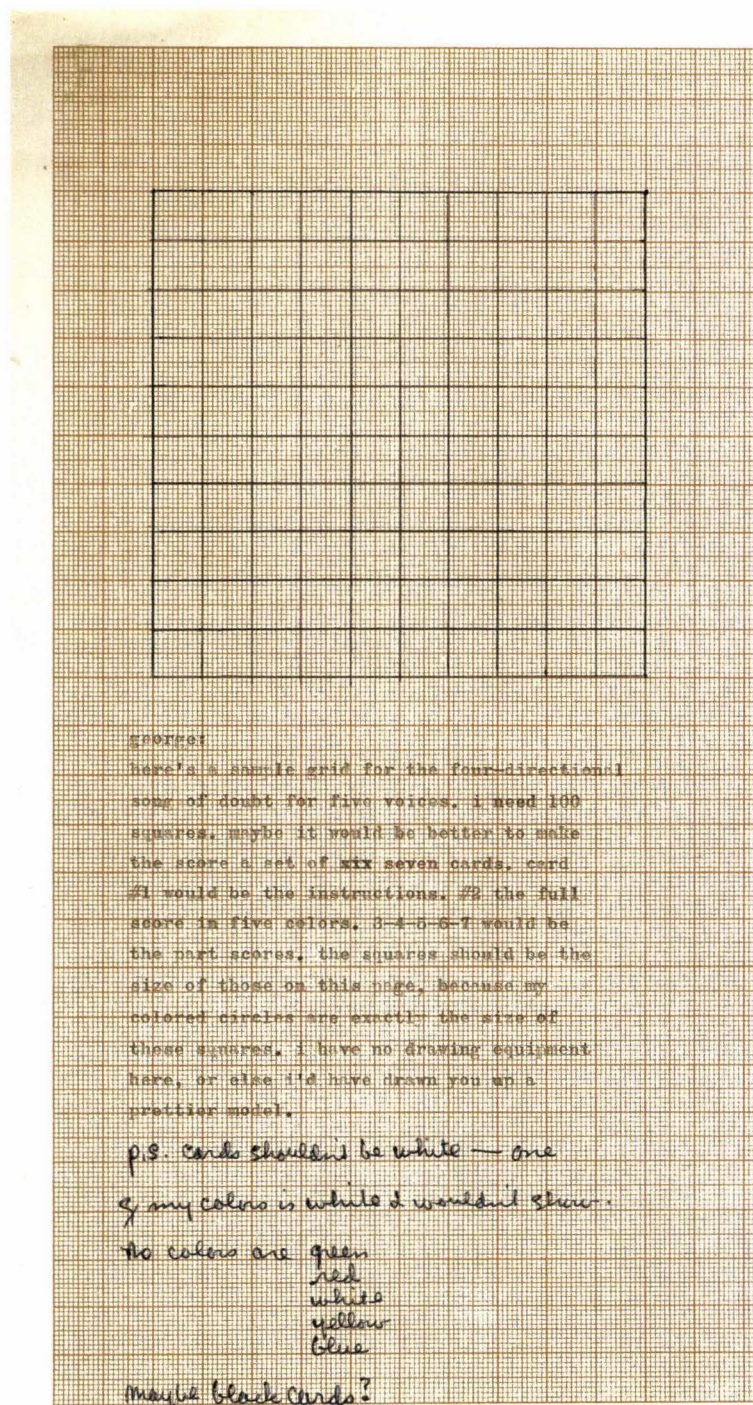 george:
here's a sample grid for the four-directional
song of doubt for five voices. i need 100
squares. maybe it would be better to make
the score a set of xix seven cards. card
#1 would be the instructions. #2 the full
score in five colors. 3-4-5-6-7 would be
the part scores. the squares should be the
size of those on this page, because my
colored circles are exactly the size of
these squares. i have no drawing equipment
here, or else i'd have drawn you up a
prettier model.
p.s. cards shouldn't be white — one
of my colors is white & wouldn't show.
the colors are green
red
white
yellow
blue
maybe black cards?